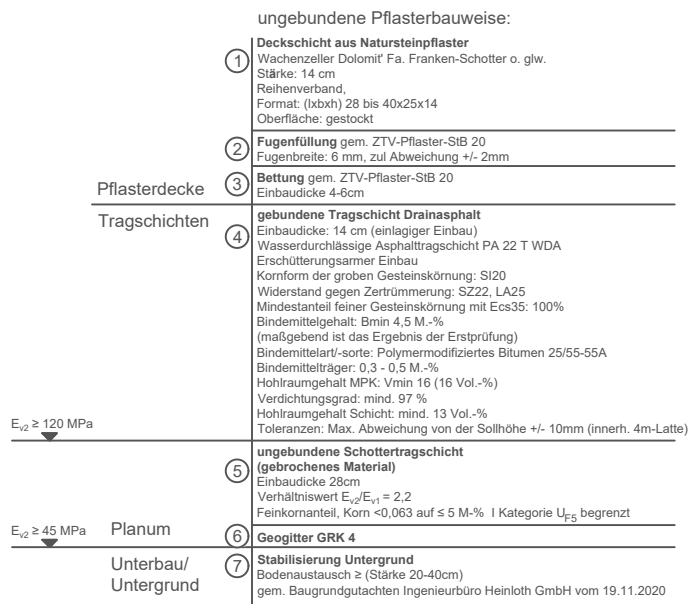 ungebundene Pflasterbauweise:
1
Deckschicht aus Natursteinpflaster
Wachenzeller Dolomit' Fa. Franken-Schotter o. glw.
Stärke: 14 cm
Reihenverband,
Format: (lxbxh) 28 bis 40x25x14
Oberfläche: gestockt
2
Fugenfüllung gem. ZTV-Pflaster-StB 20
Fugenbreite: 6 mm, zul Abweichung +/- 2mm
Pflasterdecke
3
Bettung gem. ZTV-Pflaster-StB 20
Einbaudicke 4-6cm
Tragschichten
4
gebundene Tragschicht Drainasphalt
Einbaudicke: 14 cm (einlagiger Einbau)
Wasserdurchlässige Asphalttragschicht PA 22 T WDA
Erschütterungsarmer Einbau
Kornform der groben Gesteinskörnung: SI20
Widerstand gegen Zertrümmerung: SZ22, LA25
Mindestanteil feiner Gesteinskörnung mit Ecs35: 100%
Bindemittelgehalt: Bmin 4,5 M.-%
(maßgebend ist das Ergebnis der Erstprüfung)
Bindemittelart/-sorte: Polymermodifiziertes Bitumen 25/55-55A
Bindemittelträger: 0,3 - 0,5 M.-%
Hohlraumgehalt MPK: Vmin 16 (16 Vol.-%)
Verdichtungsgrad: mind. 97 %
Hohlraumgehalt Schicht: mind. 13 Vol.-%
Toleranzen: Max. Abweichung von der Sollhöhe +/- 10mm (innerh. 4m-Latte)
Ev2 ≥ 120 MPa
5
ungebundene Schottertragschicht
(gebrochenes Material)
Einbaudicke 28cm
Verhältniswert Ev2/Ev1 = 2,2
Feinkornanteil, Korn <0,063 auf ≤ 5 M-% I Kategorie UF5 begrenzt
Ev2 ≥ 45 MPa
Planum
6
Geogitter GRK 4
Unterbau/
Untergrund
7
Stabilisierung Untergrund
Bodenaustausch ≥ (Stärke 20-40cm)
gem. Baugrundgutachten Ingenieurbüro Heinloth GmbH vom 19.11.2020